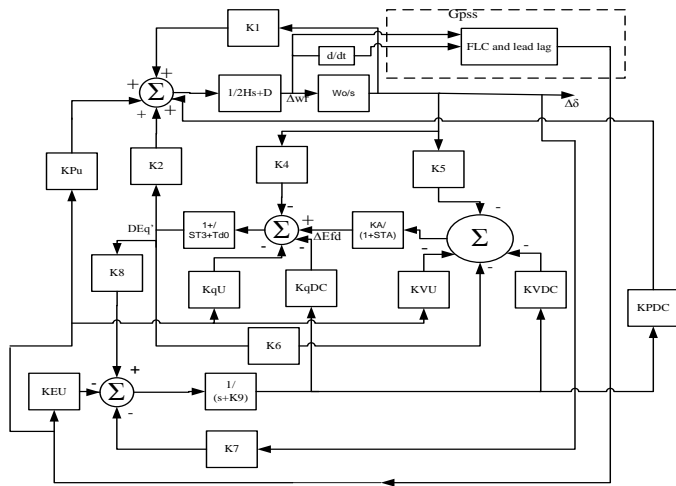 Gpss
K1
FLC and lead lag
d/dt
+
+
Σ
+
+
+
1/2Hs+D
Δwr
Wo/s
Δδ
KPu
K2
K4
K5
-
-
DEq'
1+/
ST3+Td0
Σ
+
ΔEfd
KA/
(1+STA)
Σ
-
-
-
-
-
K8
KqU
KqDC
KVU
KVDC
KPDC
K6
KEU
-
Σ
+
-
1/
(s+K9)
K7